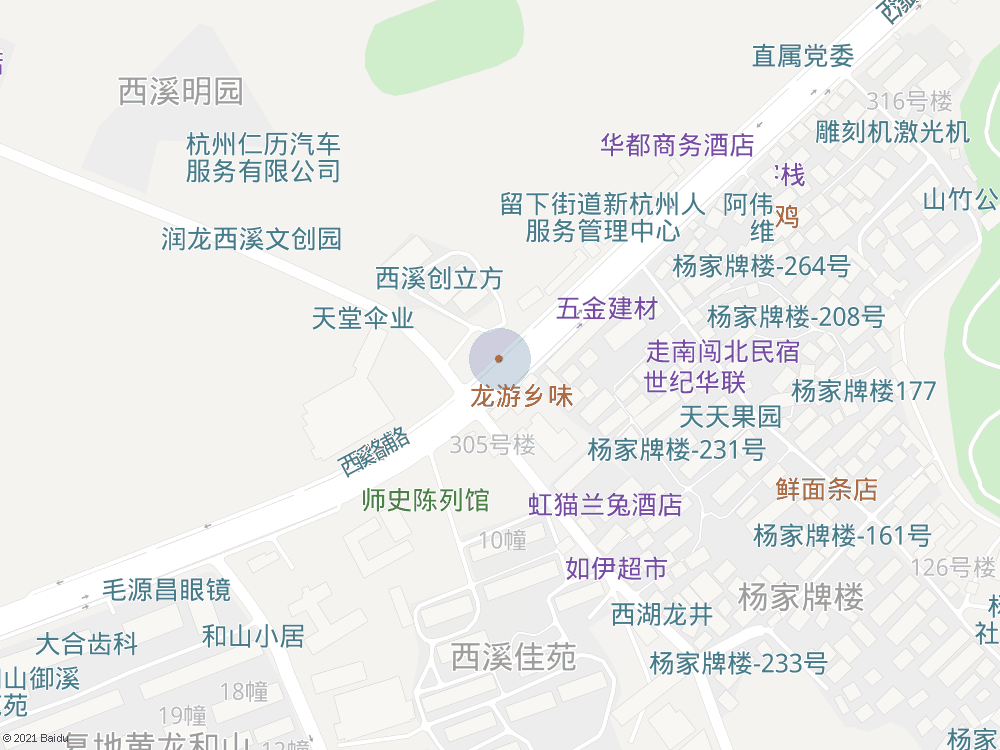 西溪
直属党委
西溪明园
316号楼
雕刻机激光机
杭州仁历汽车
服务有限公司
华都商务酒店
栈
山竹公
留下街道新杭州人
服务管理中心
阿伟
鸡
维
润龙西溪文创园
杨家牌楼-264号
西溪创立方
天堂伞业
五金建材
杨家牌楼-208号
走南闯北民宿
世纪华联
杨家牌楼177
龙游乡味
天天果园
305号楼
西溪路辅路
杨家牌楼-231号
师史陈列馆
虹猫兰兔酒店
鲜面条店
10幢
杨家牌楼-161号
如伊超市
126号楼
毛源昌眼镜
杨家牌楼
西湖龙井
大合齿科
和山小居
社
西溪佳苑
杨家牌楼-233号
山御溪
苑
18幢
19幢
复地黄龙和山
12幢
杨家
© 2021 Baidu